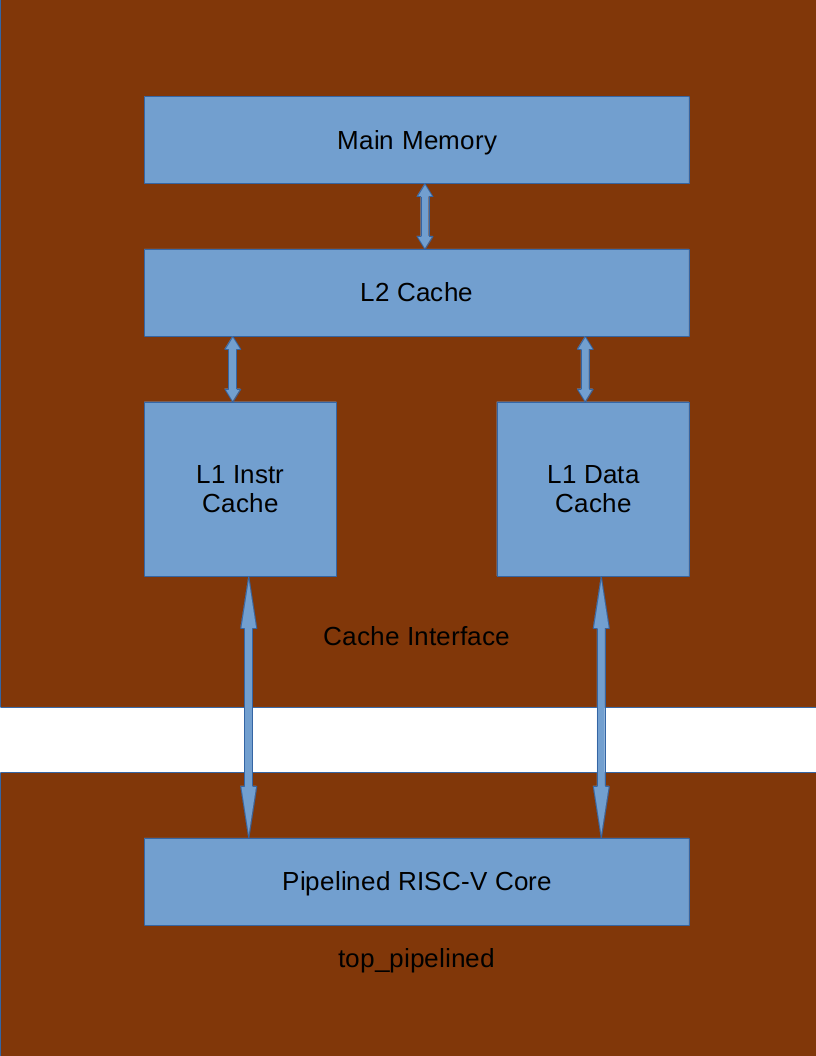 Main Memory
L2 Cache
L1 Instr
Cache
L1 Data
Cache
Cache Interface
Pipelined RISC-V Core
top_pipelined